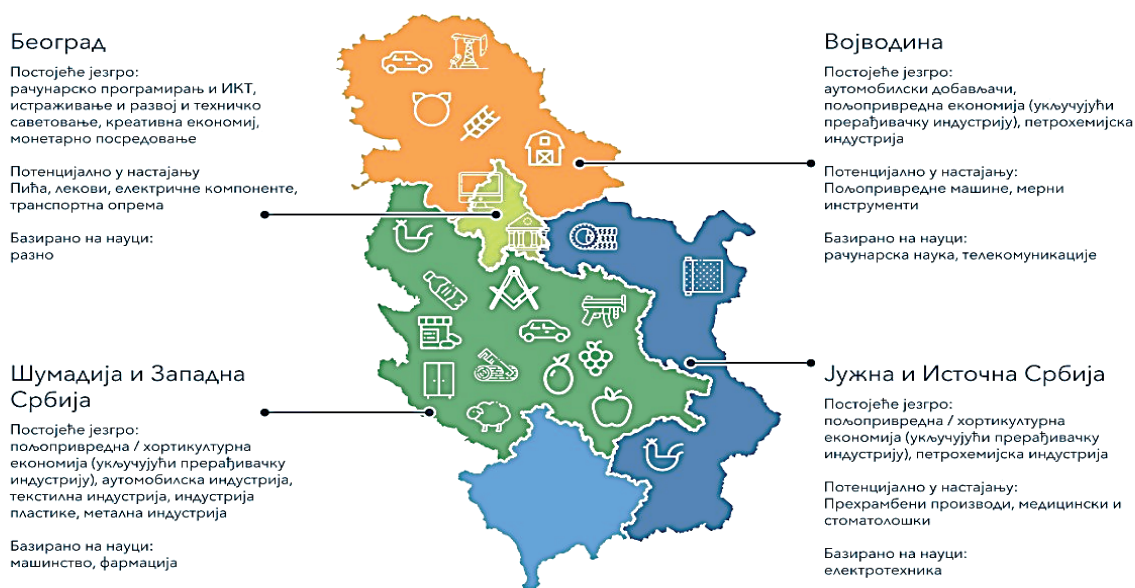 Београд
Постојеће језгро:
рачунарско програмирањ и ИКТ,
истраживање и развој и техничко
саветовање, креативна економиј,
монетарно посредовање
Потенцијално у настајању
Пића, лекови, електричне компоненте,
транспортна опрема
Базирано на науци:
разно
Војводина
Постојеће језгро:
аутомобилски добављачи,
пољопривредна економија (укључујући
прерађивачку индустрију), петрохемијска
индустрија
Потенцијално у настајању:
Пољопривредне машине, мерни
инструменти
Базирано на науци:
рачунарска наука, телекомуникације
Шумадија и Западна
Србија
Постојеће језгро:
пољопривредна / хортикултурна
економија (укључујући прерађивачку
индустрију), аутомобилска индустрија,
текстилна индустрија, индустрија
пластике, метална индустрија
Базирано на науци:
машинство, фармација
Јужна и Источна Србија
Постојеће језгро:
пољопривредна / хортикултурна
економија (укључујући прерађивачку
индустрију), петрохемијска индустрија
Потенцијално у настајању:
Прехрамбени производи, медицински и
стоматолошки
Базирано на науци:
електротехника